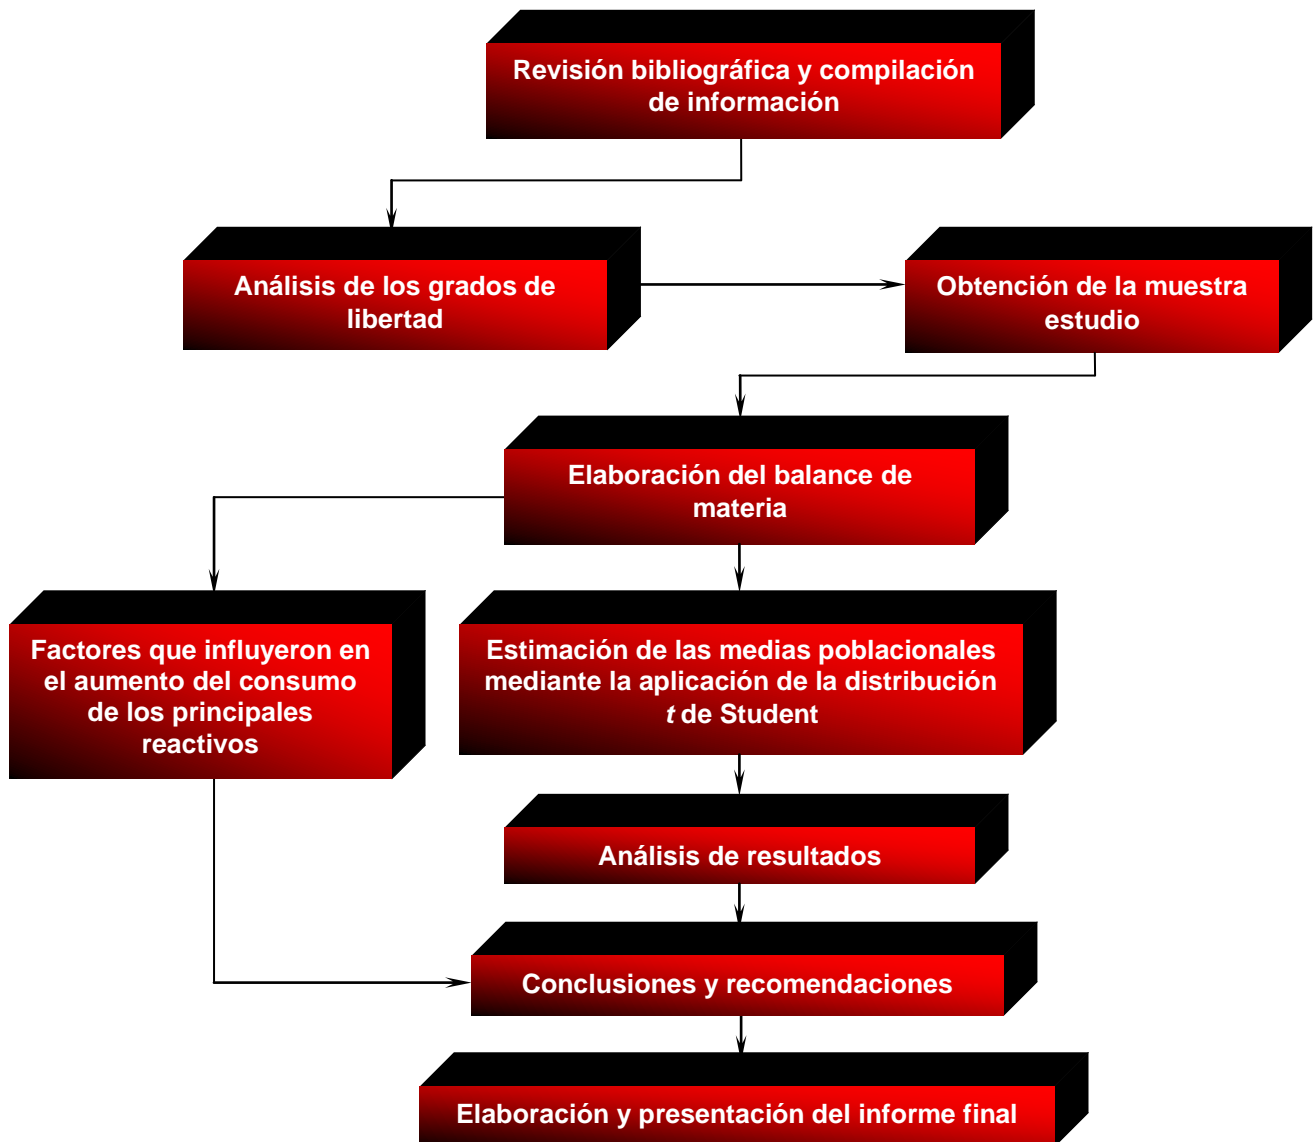 Revisión bibliográfica y compilación
de información
Análisis de los grados de
libertad
Obtención de la muestra
estudio
Elaboración del balance de
materia
Factores que influyeron en
el aumento del consumo
de los principales
reactivos
Estimación de las medias poblacionales
mediante la aplicación de la distribución
t de Student
Análisis de resultados
Conclusiones y recomendaciones
Elaboración y presentación del informe final